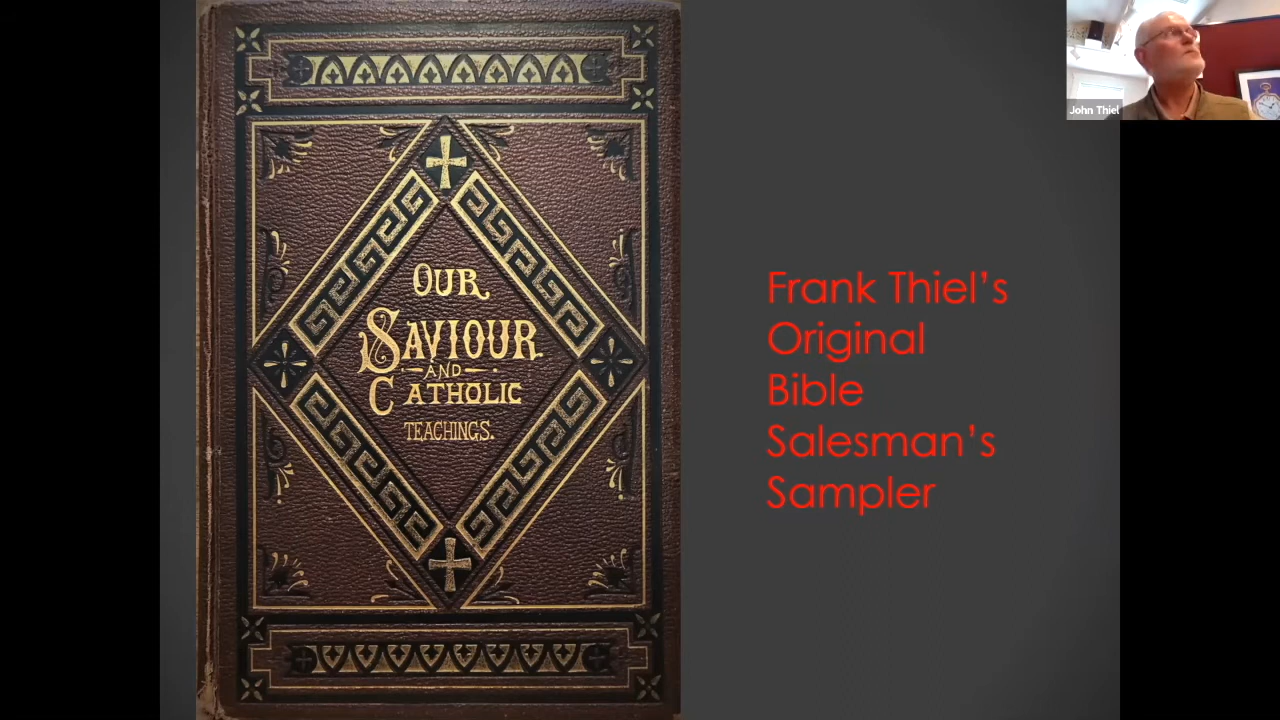 OUR
SAVIOUR
AND
CATHOLIC
TEACHINGS.
Frank Thiel’s
Original
Bible
Salesman’s
Sampler
John Thiel